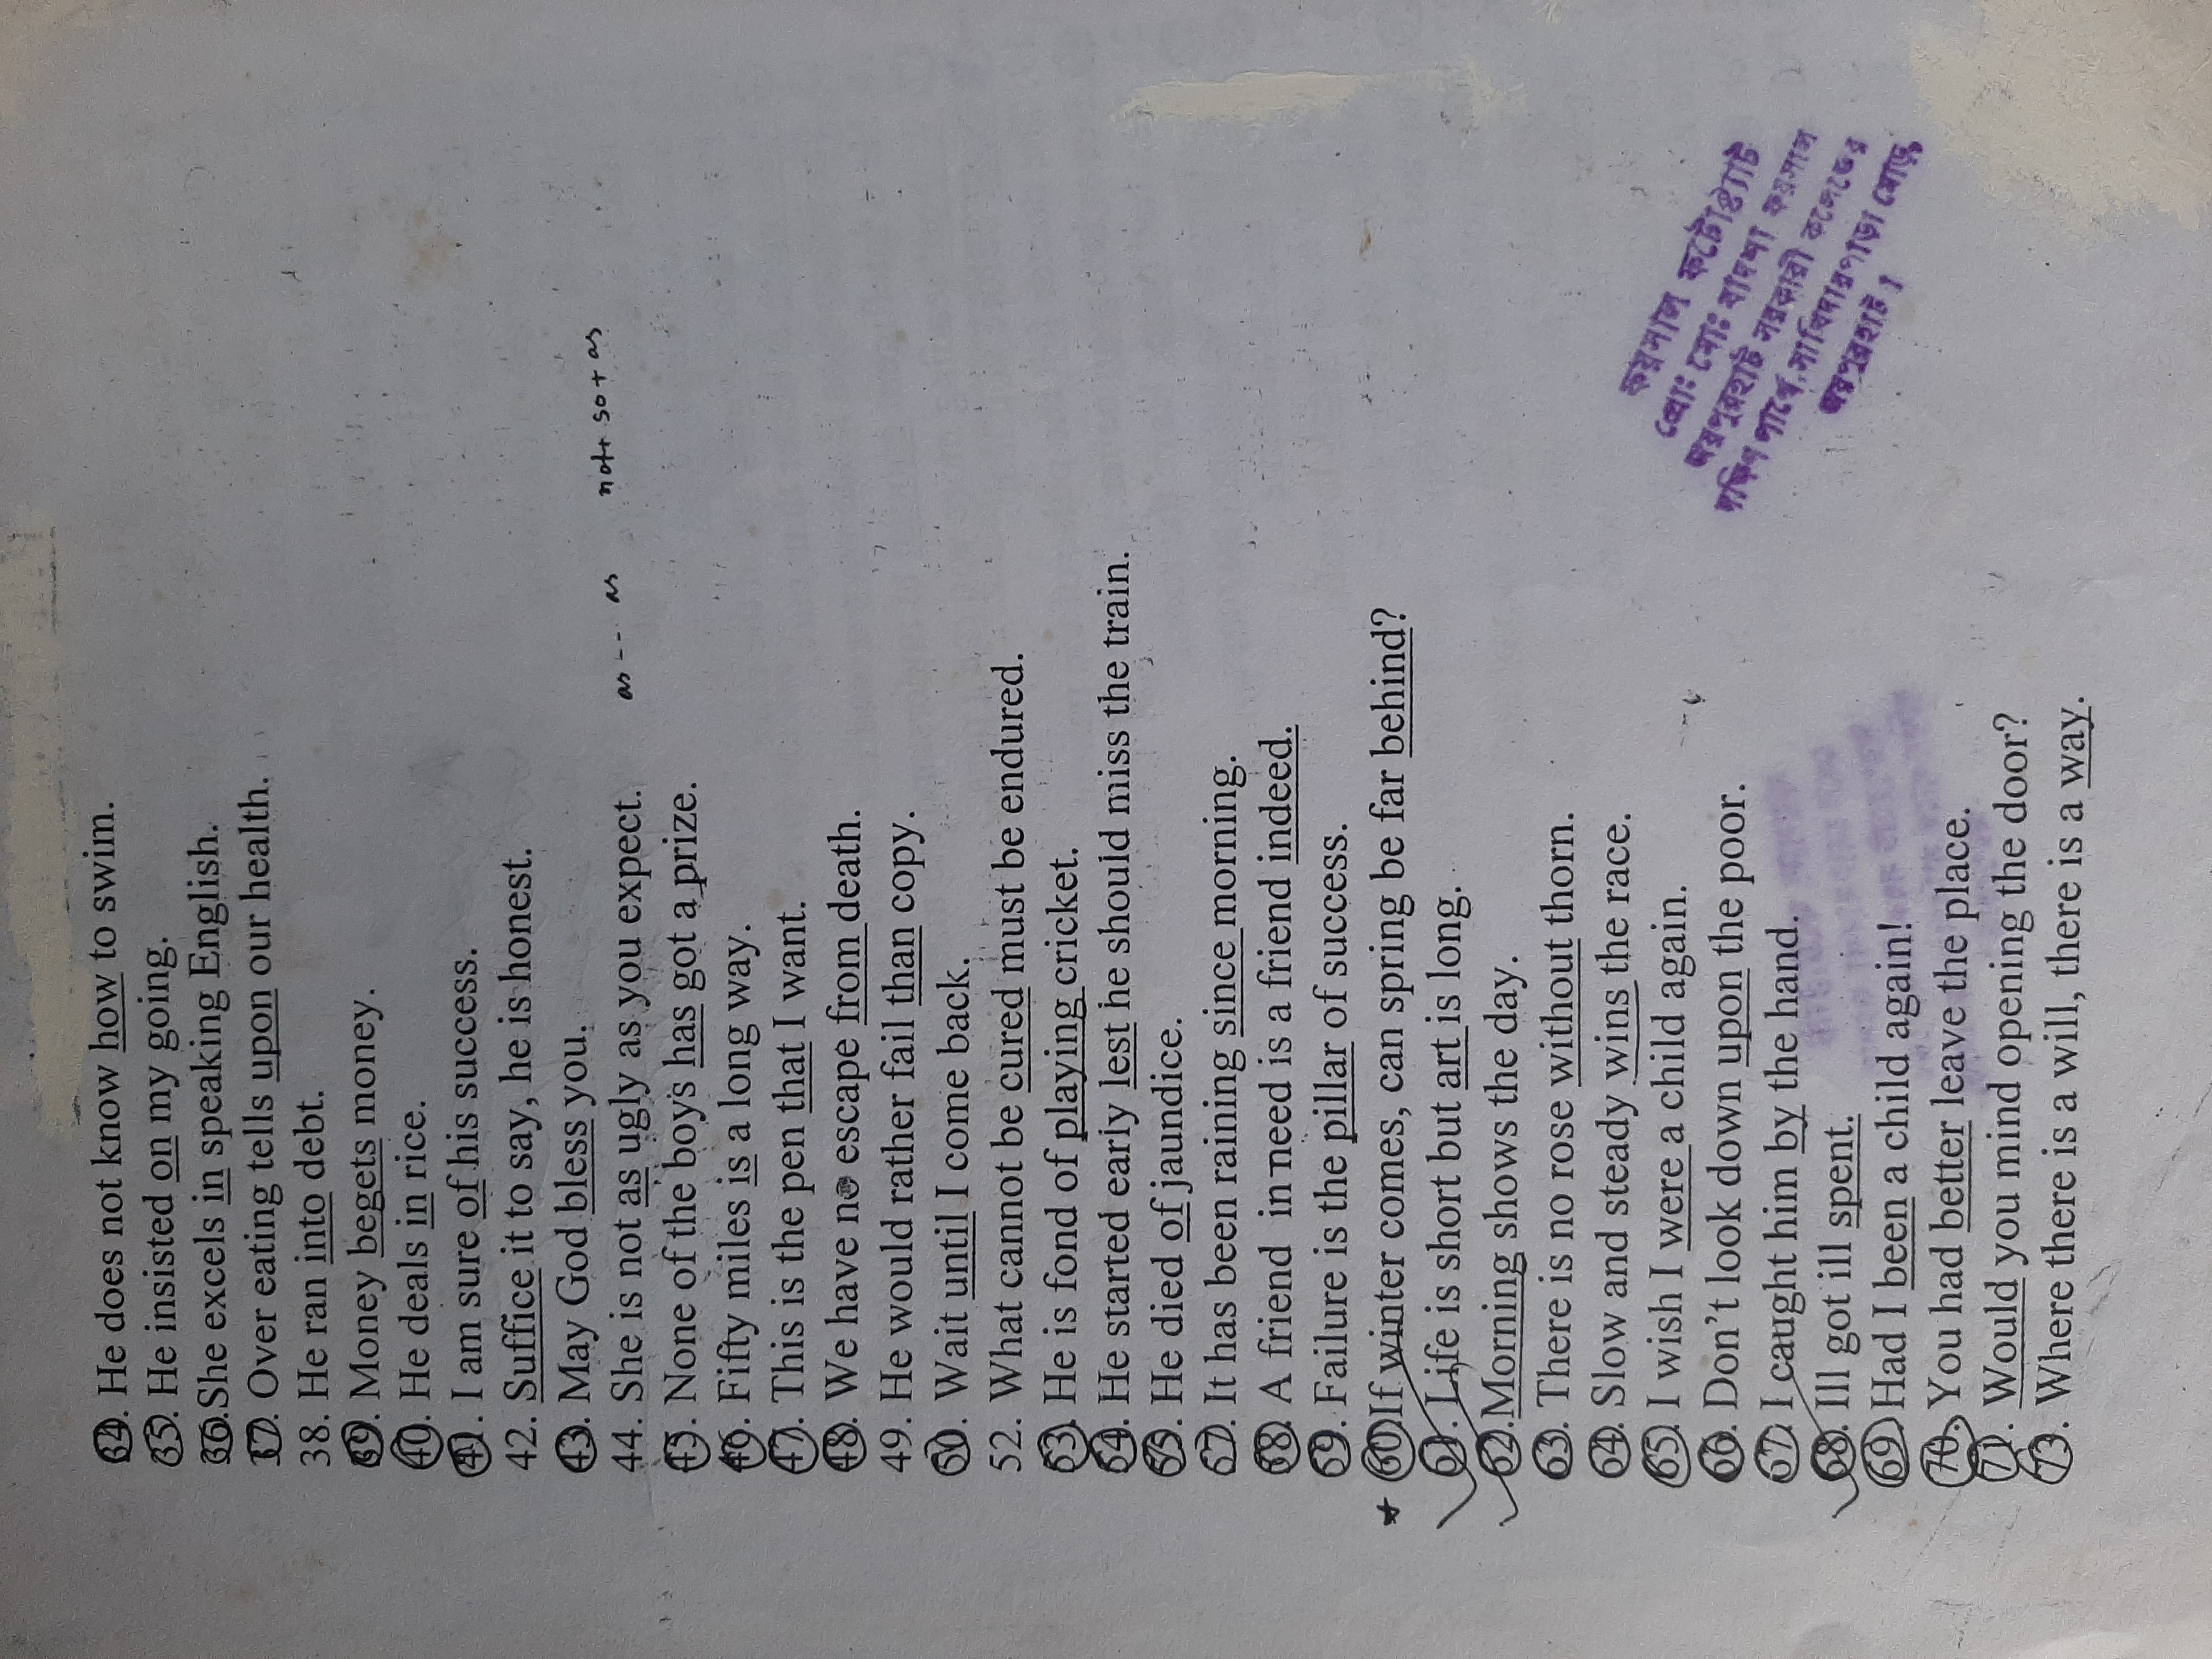 34. He does not know how to swim.
35. He insisted on my going.
36.She excels in speaking English.
37. Over eating tells upon our health.
38. He ran into debt.
39. Money begets money.
40. He deals in rice.
41. I am sure of his success.
42. Suffice it to say, he is honest.
43. May God bless you.
44. She is not as ugly as you expect. as -- as not+ so + as
45. None of the boys has got a prize.
46. Fifty miles is a long way.
47. This is the pen that I want.
48. We have no escape from death.
49. He would rather fail than copy.
50. Wait until I come back.
52. What cannot be cured must be endured.
53. He is fond of playing cricket.
54. He started early lest he should miss the train.
55. He died of jaundice.
57. It has been raining since morning.
58. A friend in need is a friend indeed.
59. Failure is the pillar of success.
60.If winter comes, can spring be far behind?
61. Life is short but art is long.
62.Morning shows the day.
63. There is no rose without thorn.
64. Slow and steady wins the race.
65. I wish I were a child again.
66. Don't look down upon the poor.
67. I caught him by the hand.
68. Ill got ill spent.
69. Had I been a child again!
70. You had better leave the place.
71. Would you mind opening the door?
73. Where there is a will, there is a way.
ফয়সাল ফটোষ্ট্যাট
প্রোঃ মোঃ বাদশা ফয়সাল
জয়পুরহাট সরকারী কলেজের
দক্ষিণ পার্শ্বে, সাবিদারপাড়া মোড়,
জয়পুরহাট।